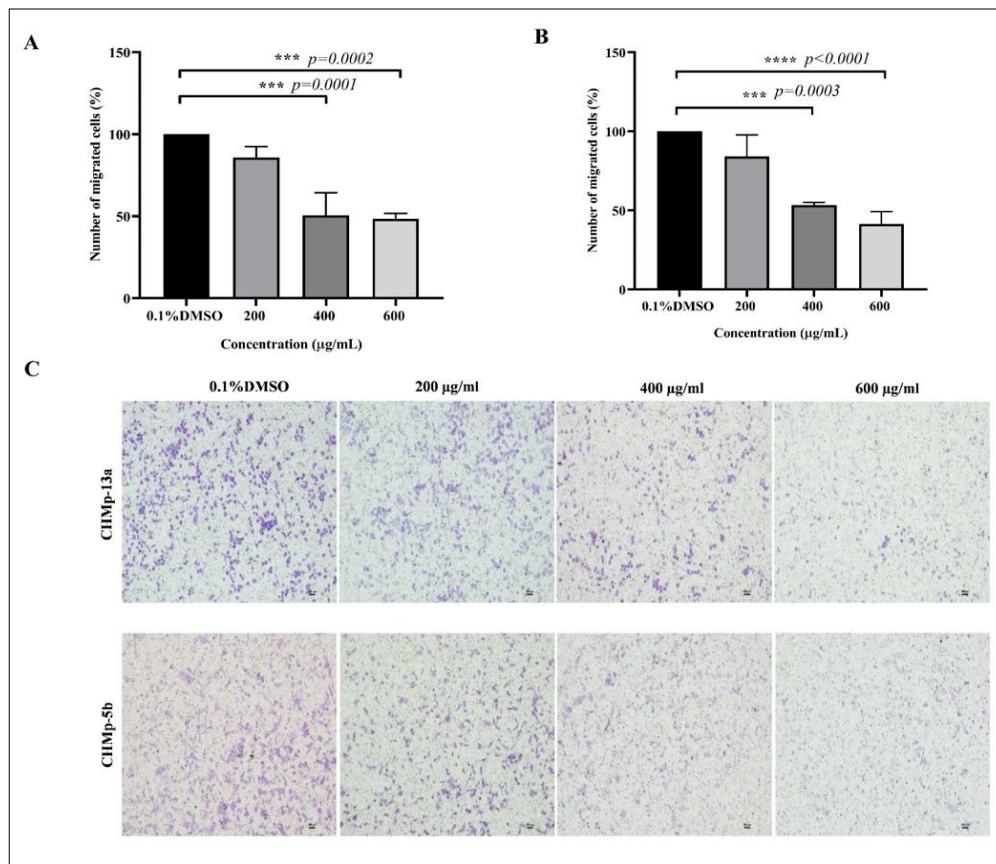 A
150
*** p=0.0002
*** p=0.0001
100
50
0
Number of migrated cells (%)
0.1%DMSO 200 400 600
Concentration (µg/mL)
B
150
**** p<0.0001
*** p=0.0003
100
50
0
Number of migrated cells (%)
0.1%DMSO 200 400 600
Concentration (µg/mL)
C
0.1%DMSO 200 µg/ml 400 µg/ml 600 µg/ml
CHMp-13a
CHMp-5b